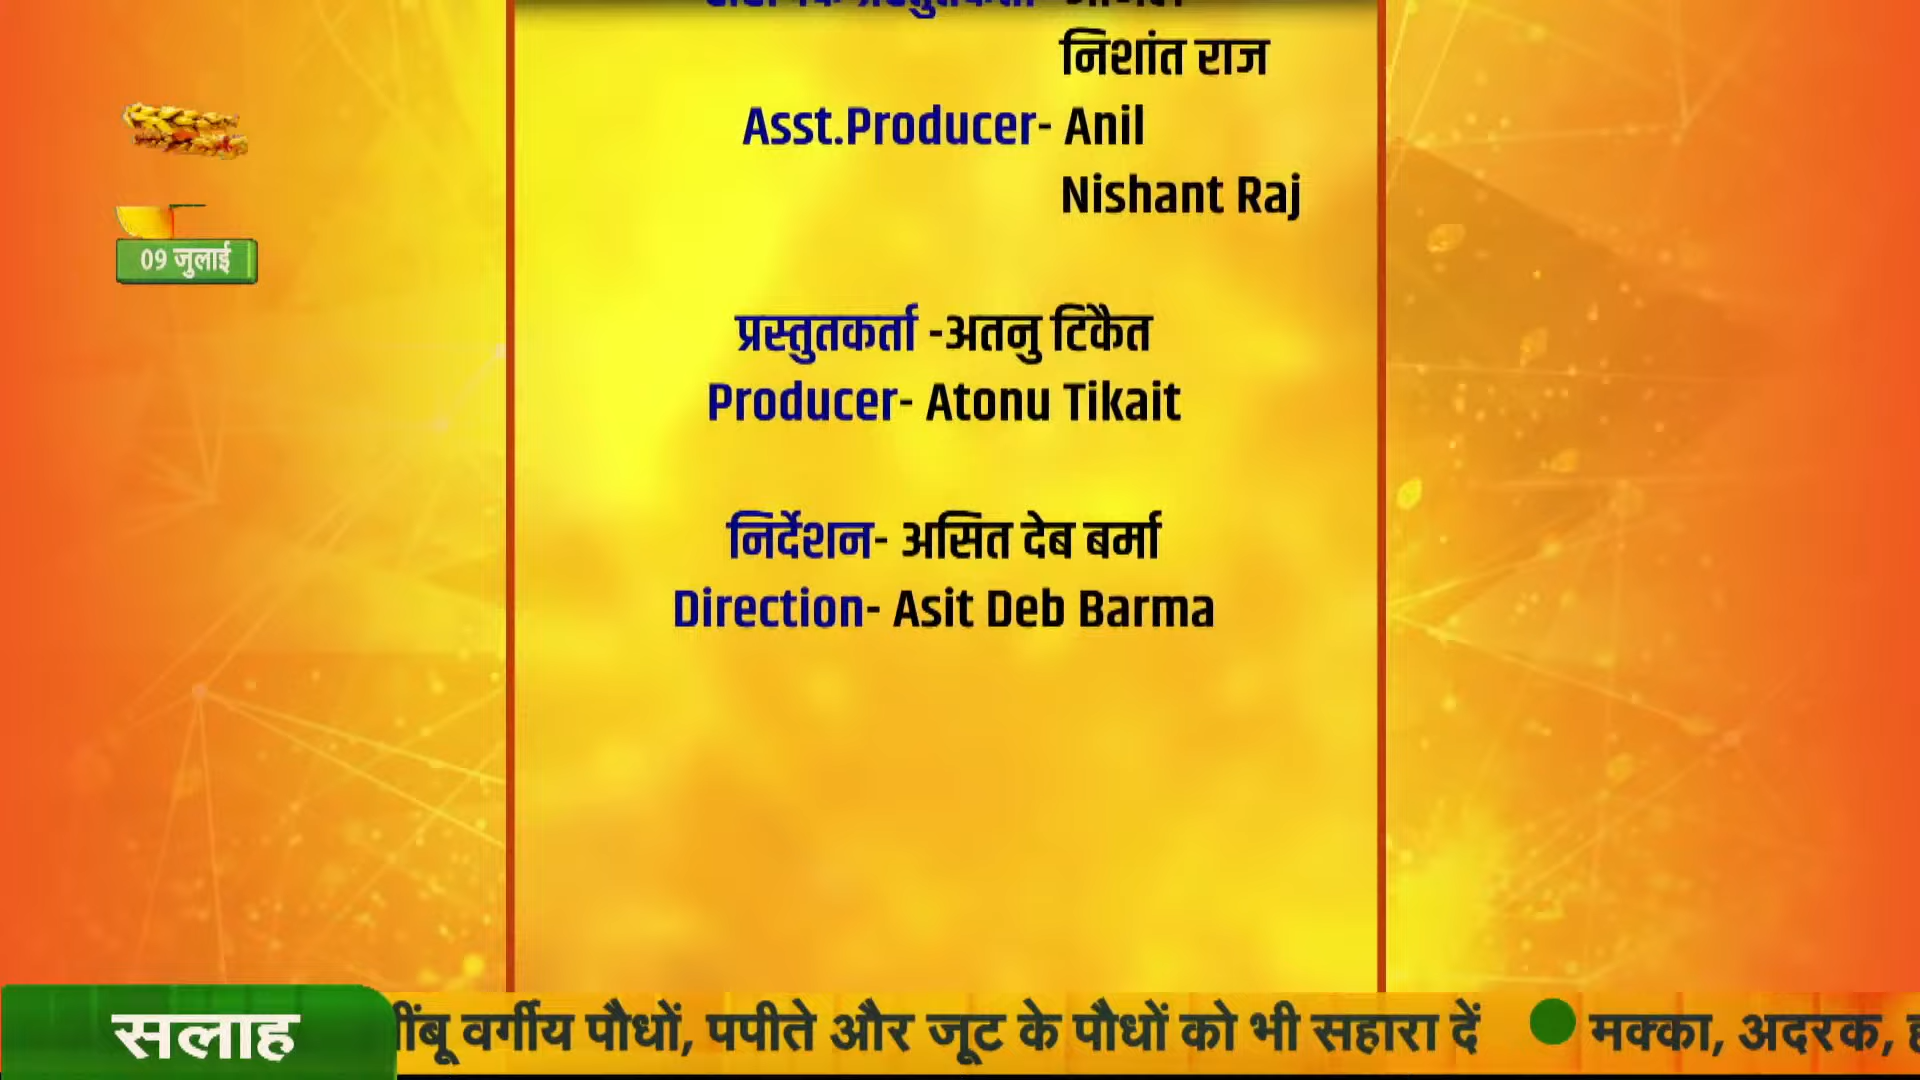 निशांत राज
Asst.Producer- Anil
Nishant Raj
09 जुलाई
प्रस्तुतकर्ता -अतनु टिकैत
Producer- Atonu Tikait
निर्देशन- असित देब बर्मा
Direction- Asit Deb Barma
सलाह
वर्गीय पौधों, पपीते और जूट के पौधों को भी सहारा दें
मक्का, अदरक,